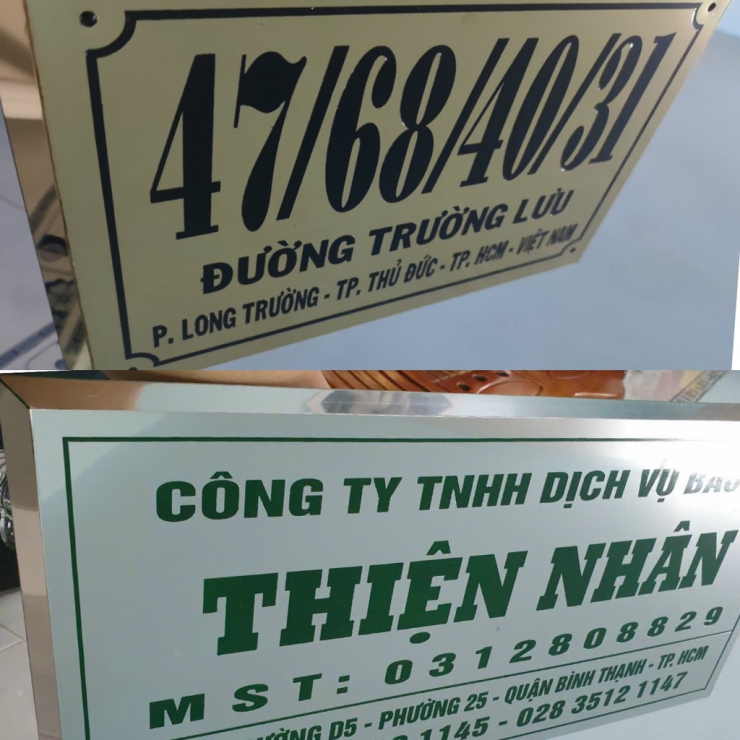 47/68/40/31
ĐƯỜNG TRƯỜNG LƯU
P. LONG TRƯỜNG - TP. THỦ ĐỨC - TP. HCM - VIỆT NAM
CÔNG TY TNHH DỊCH VỤ
THIỆN NHÂN
MST: 0312808829
D5 - PHƯỜNG 25 - QUẬN BÌNH THẠNH - TP. HCM
1145 - 028 3512 1147